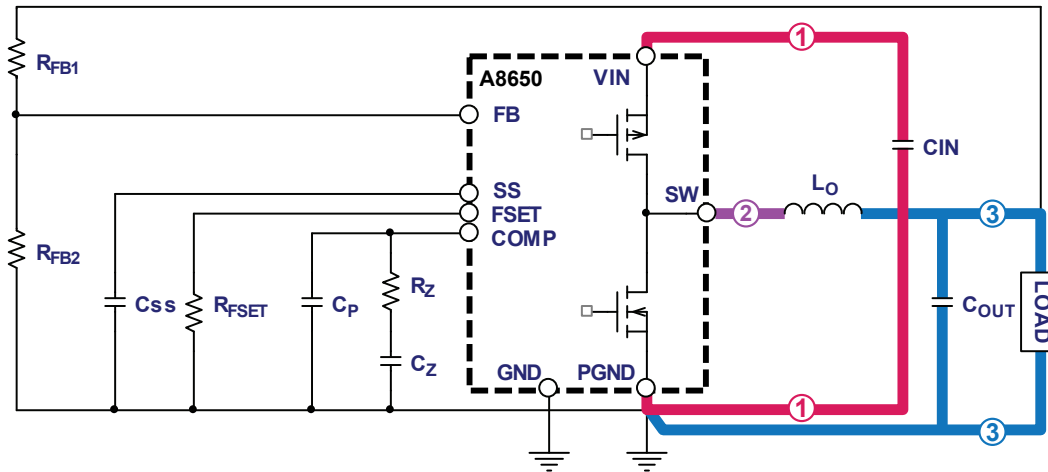 1
RFB1
A8650
VIN
FB
CIN
SS
SW
LO
FSET
2
3
COMP
RFB2
RZ
Css
RFSET
CP
COUT
LOAD
CZ
GND
PGND
1
3